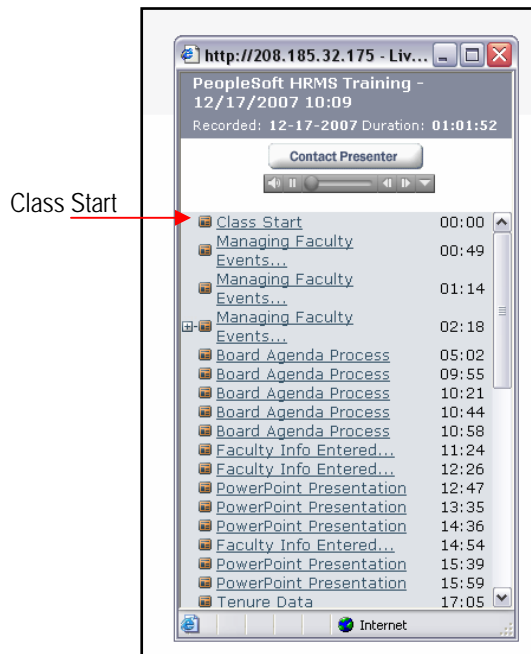 http://208.185.32.175 - Liv...
PeopleSoft HRMS Training -
12/17/2007 10:09
Recorded: 12-17-2007 Duration: 01:01:52
Contact Presenter
Class Start
Class Start 00:00
Managing Faculty
Events... 00:49
Managing Faculty
Events... 01:14
Managing Faculty
Events... 02:18
Board Agenda Process 05:02
Board Agenda Process 09:55
Board Agenda Process 10:21
Board Agenda Process 10:44
Board Agenda Process 10:58
Faculty Info Entered... 11:24
Faculty Info Entered... 12:26
PowerPoint Presentation 12:47
PowerPoint Presentation 13:35
PowerPoint Presentation 14:36
Faculty Info Entered... 14:54
PowerPoint Presentation 15:39
PowerPoint Presentation 15:59
Tenure Data 17:05
Internet